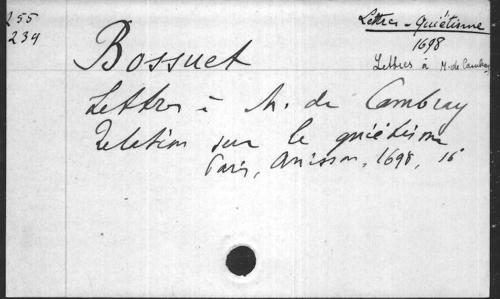 255
234
Lettres - Quiétisme
1698
Lettres à M. de Cambray
Bossuet
Lettres à M. de Cambray
Relation sur le quiétisme
Paris, Anisson, 1698, 16